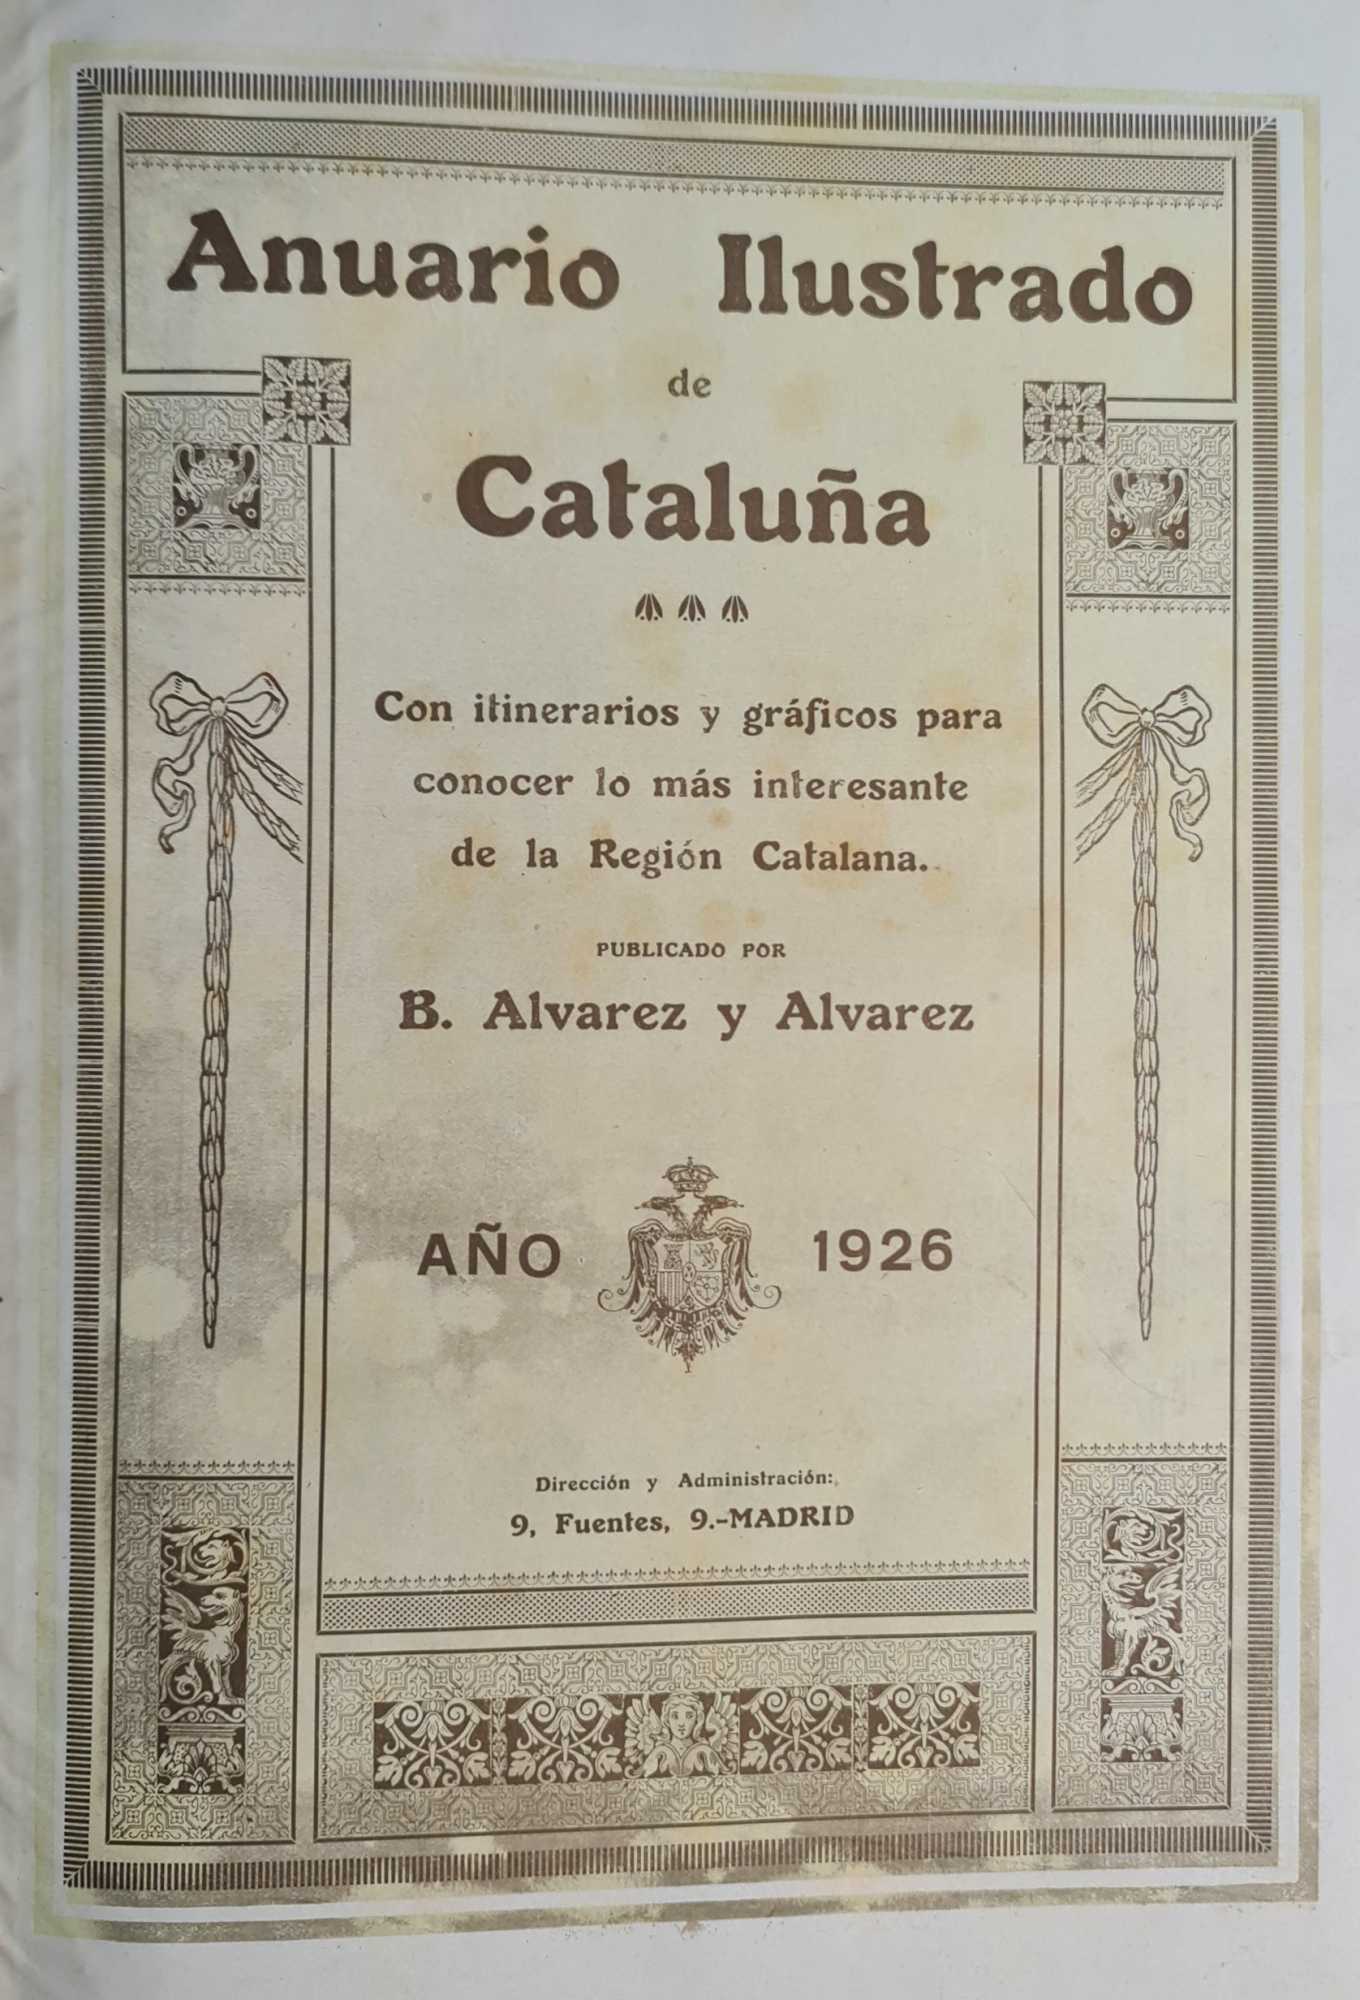 Anuario Ilustrado
de
Cataluña
Con itinerarios y gráficos para
conocer lo más interesante
de la Región Catalana.
PUBLICADO POR
B. Alvarez y Alvarez
AÑO 1926
Dirección y Administración:
9, Fuentes, 9.-MADRID